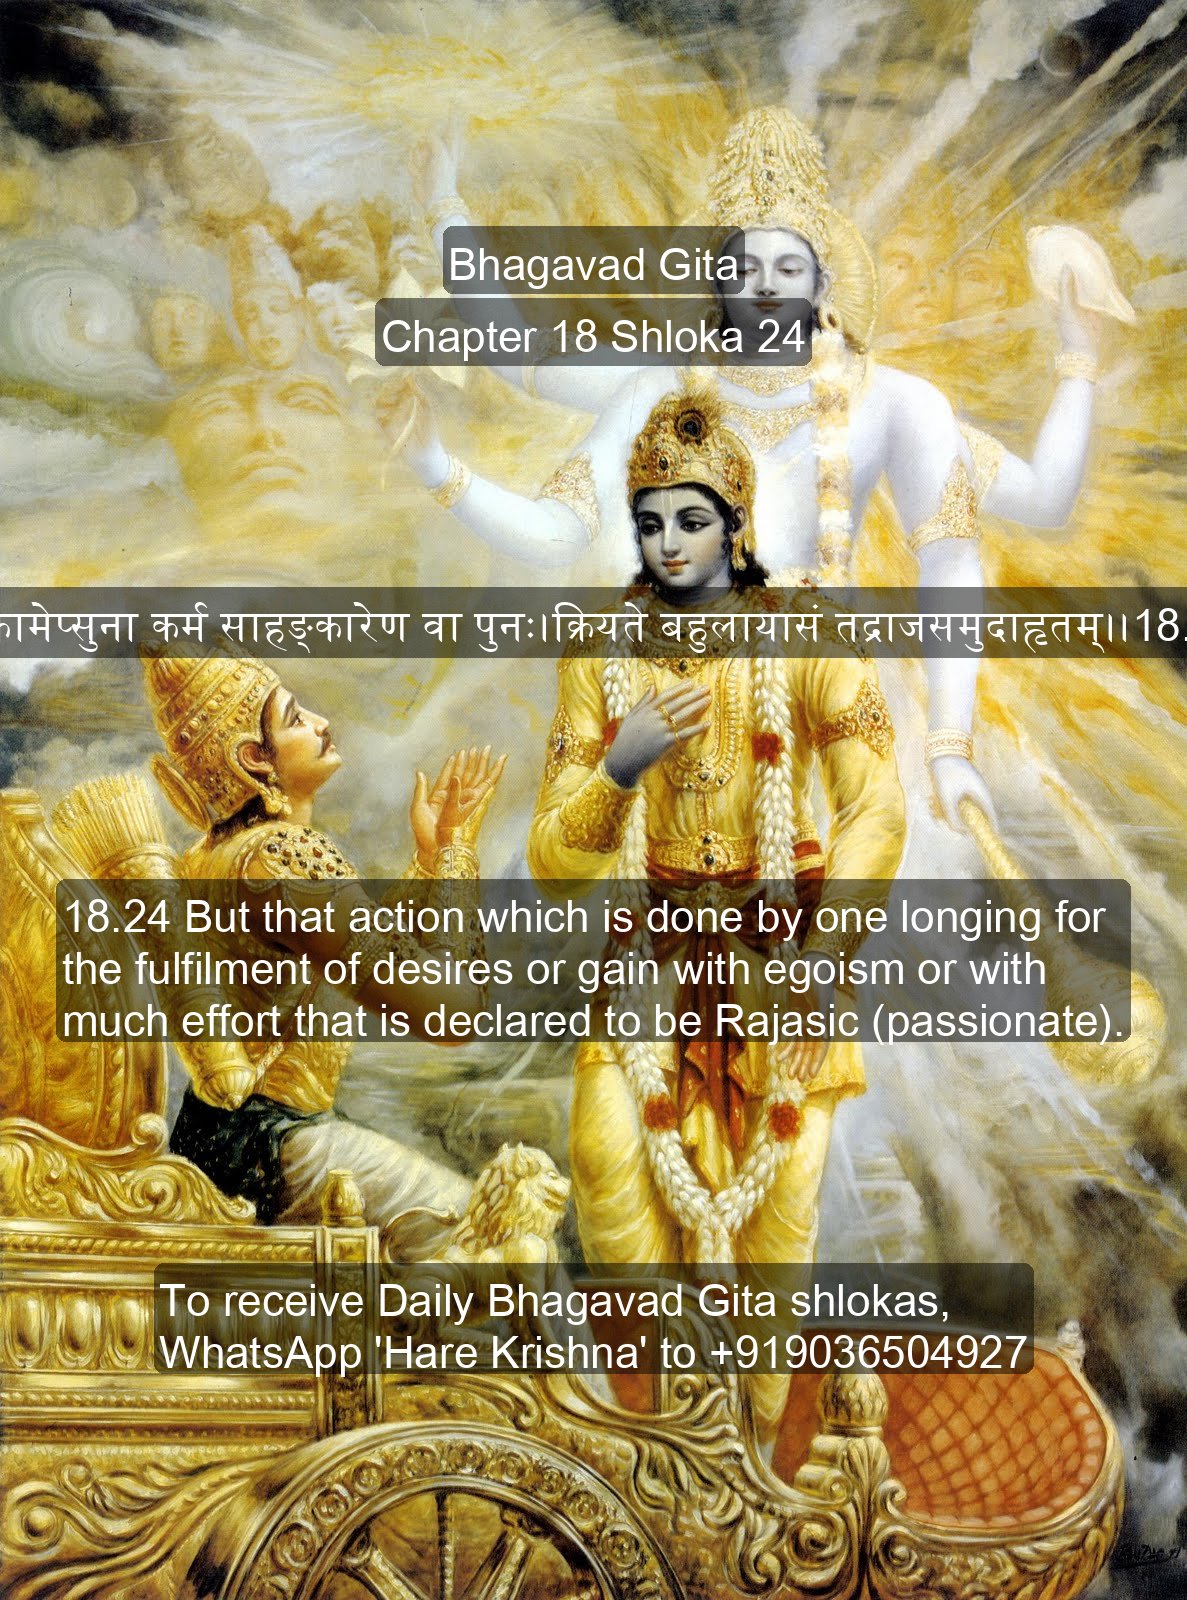 Bhagavad Gita
Chapter 18 Shloka 24
कर्म साहङ्कारेण वा पुनः।क्रियते बहुलायासं तद्राजसमुदाहृतम्।।18.
18.24 But that action which is done by one longing for
the fulfilment of desires or gain with egoism or with
much effort that is declared to be Rajasic (passionate).
To receive Daily Bhagavad Gita shlokas,
WhatsApp 'Hare Krishna' to +919036504927